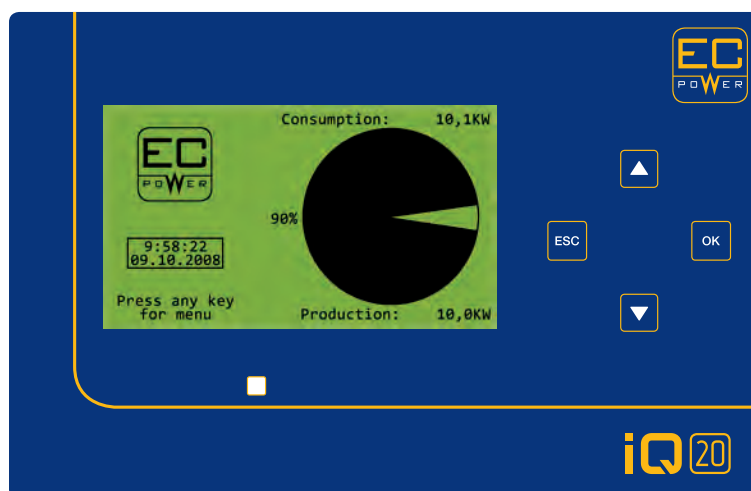 EC
POWER
Consumption: 10,1KW
EC
POWER
90%
9:58:22
09.10.2008
Press any key
for menu
Production: 10,0KW
ESC
OK
iQ 20